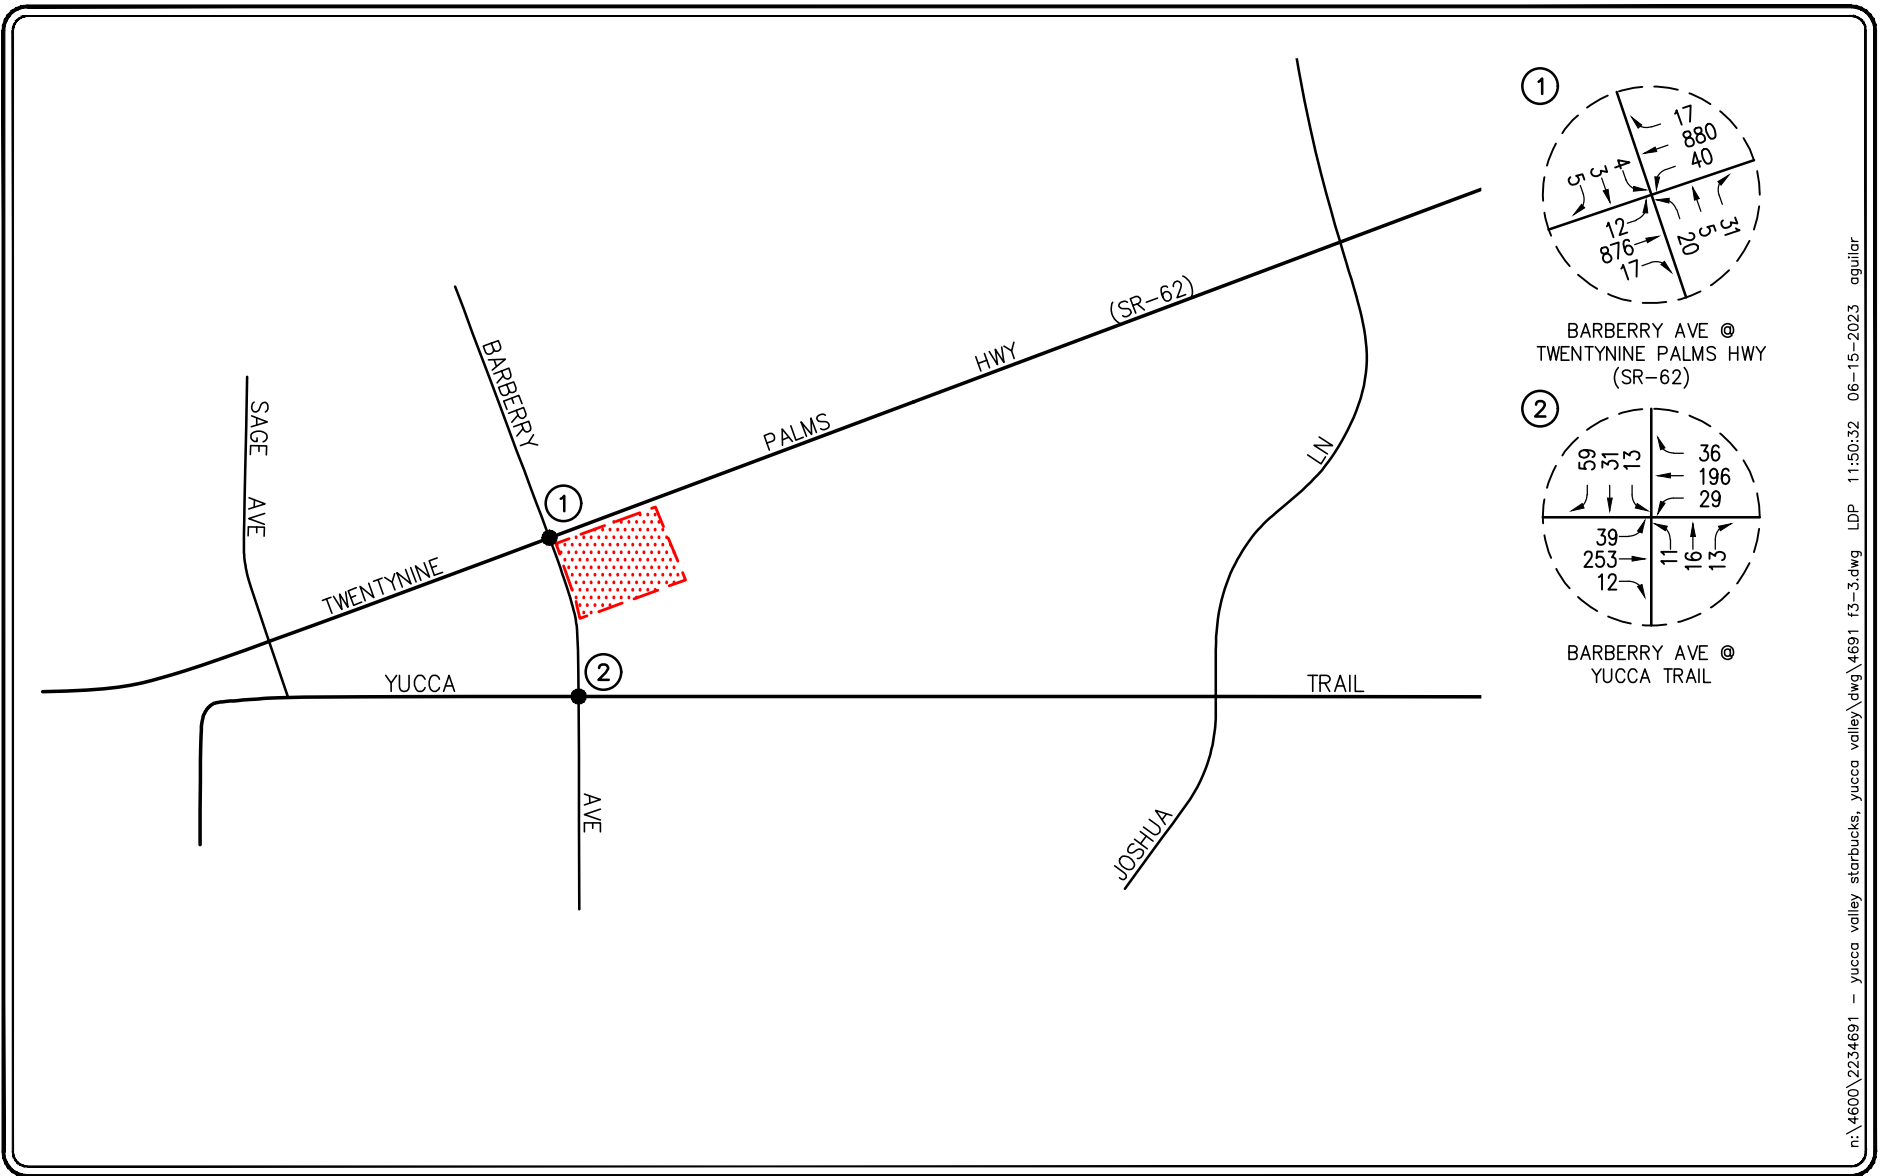 1
17
880
40
5 3 4
12
876
17
20 5 31
BARBERRY AVE @
TWENTYNINE PALMS HWY
(SR-62)
2
59 31 13
36
196
29
39
253
12
11 16 13
BARBERRY AVE @
YUCCA TRAIL
SAGE AVE
BARBERRY AVE
TWENTYNINE PALMS HWY (SR-62)
1
2
YUCCA TRAIL
JOSHUA LN
n:\4600\2234691 - yucca valley starbucks, yucca valley\dwg\4691 f3-3.dwg LDP 11:50:32 06-15-2023 aguilar